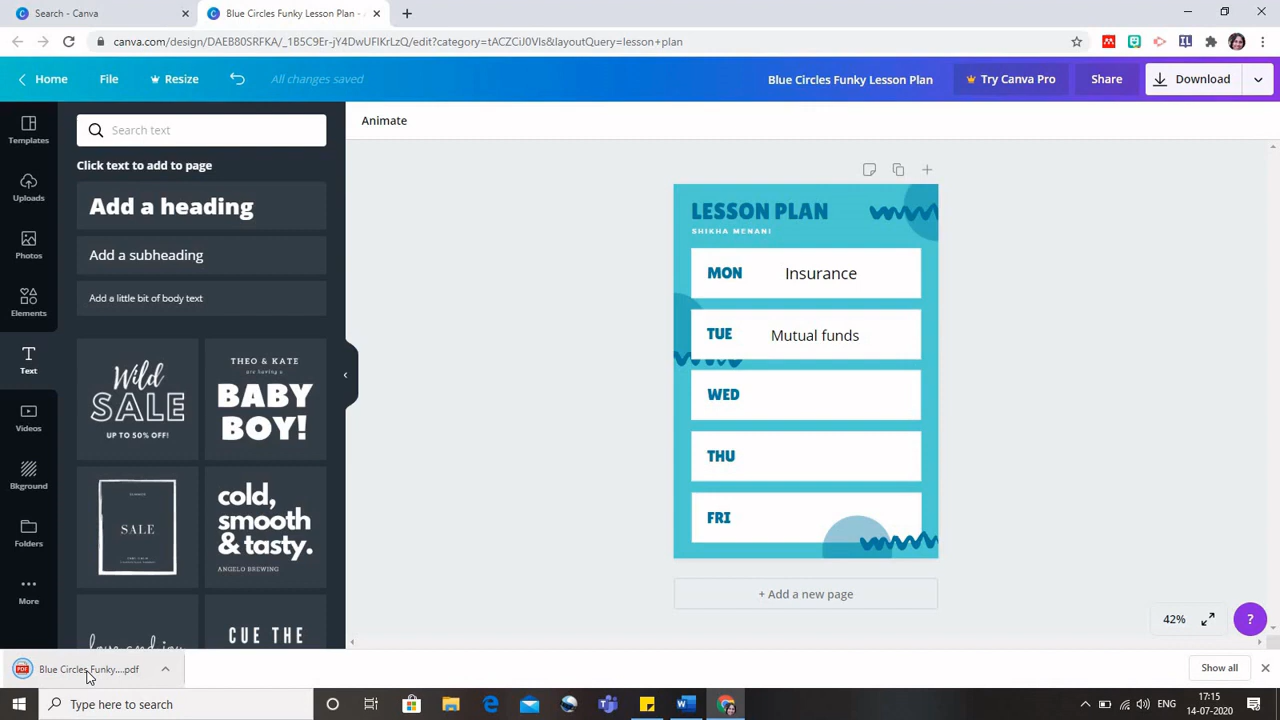 Search - Canva
Blue Circles Funky Lesson Plan -
canva.com/design/DAEB80SRFKA/_1B5C9Er-jY4DwUFlKrLzQ/edit?category=tACZCiJ0VIs&layoutQuery=lesson+plan
Home
File
Resize
All changes saved
Blue Circles Funky Lesson Plan
Try Canva Pro
Share
Download
Templates
Uploads
Photos
Elements
Text
Videos
Bkground
Folders
More
Search text
Click text to add to page
Add a heading
Add a subheading
Add a little bit of body text
Wild
SALE
UP TO 50% OFF!
THEO & KATE
are having a
BABY
BOY!
SALE
cold,
smooth
& tasty.
ANGELO BREWING
CUE THE
Animate
LESSON PLAN
SHIKHA MENANI
MON Insurance
TUE Mutual funds
WED
THU
FRI
+ Add a new page
42%
?
PDF
Blue Circles Funky....pdf
Show all
Type here to search
ENG
17:15
14-07-2020